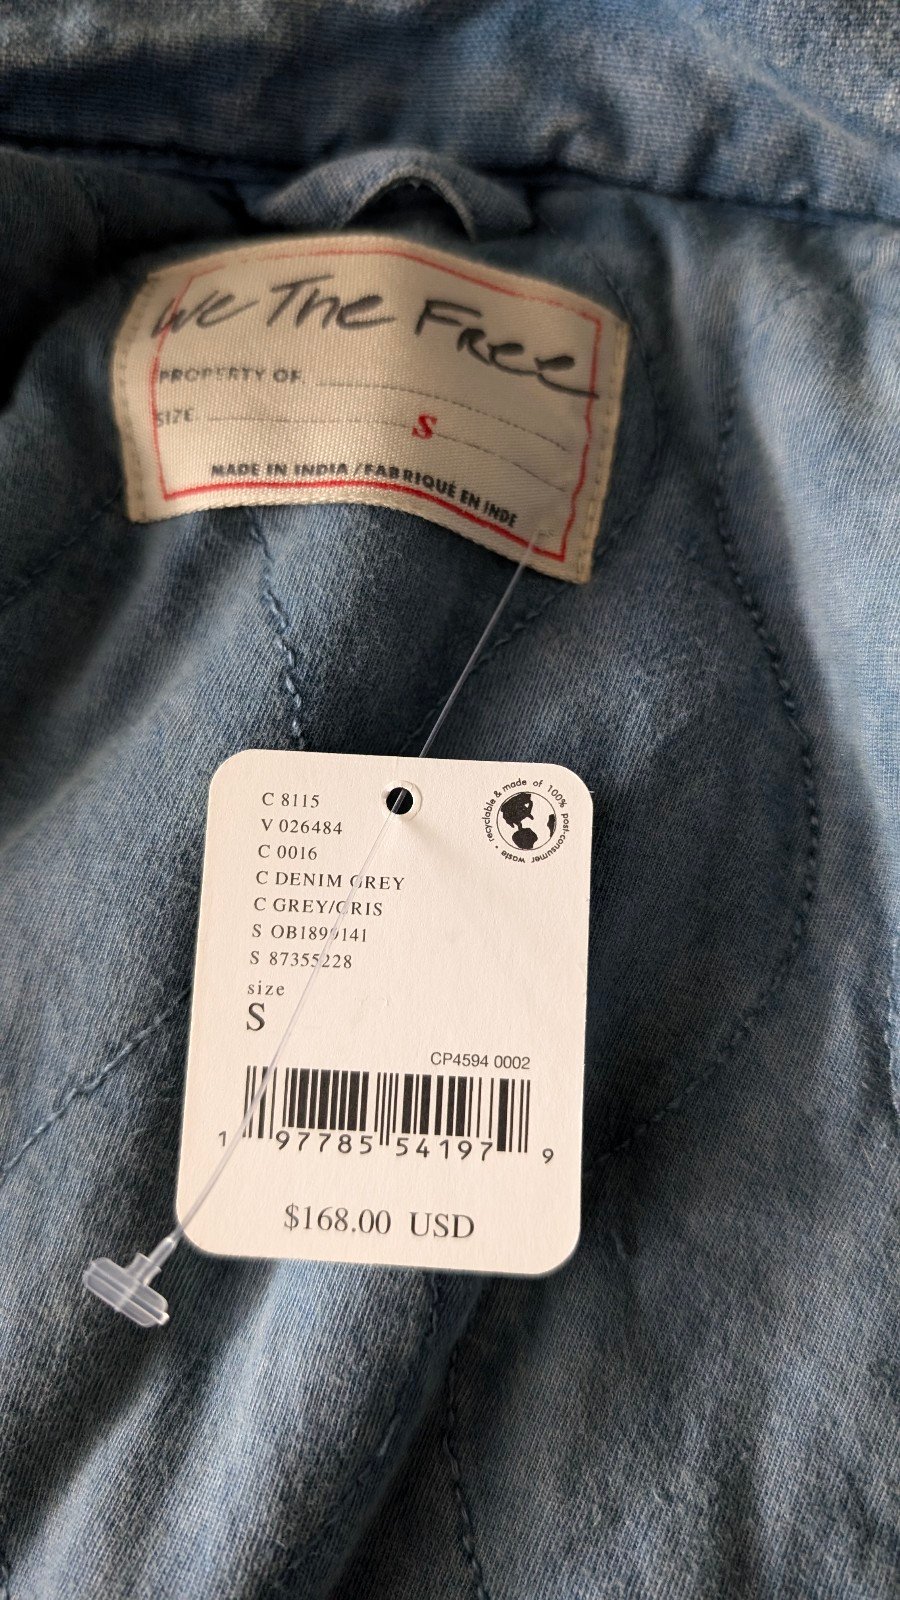 We The Free
PROPERTY OF
SIZE S
MADE IN INDIA / FABRIQUÉ EN INDE
C 8115
V 026484
C 0016
C DENIM GREY
C GREY/GRIS
S OB1899141
S 87355228
size
S
recyclable & made of 100% post-consumer waste •
CP4594 0002
1 97785 54197 9
$168.00 USD